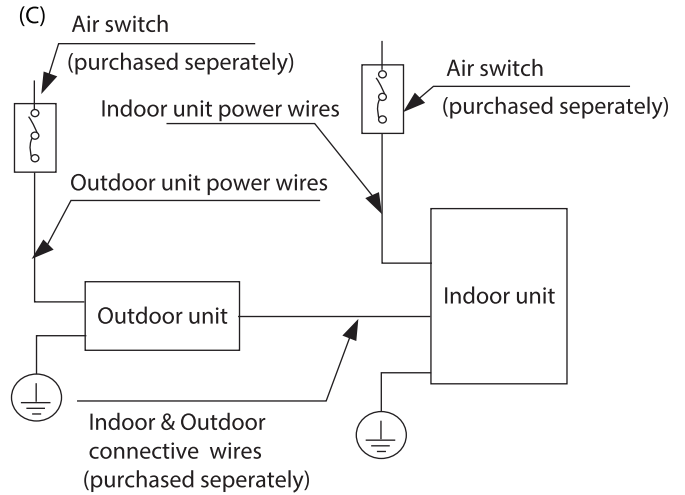 (C)
Air switch
(purchased seperately)
Air switch
(purchased seperately)
Indoor unit power wires
Outdoor unit power wires
Indoor unit
Outdoor unit
Indoor & Outdoor
connective wires
(purchased seperately)